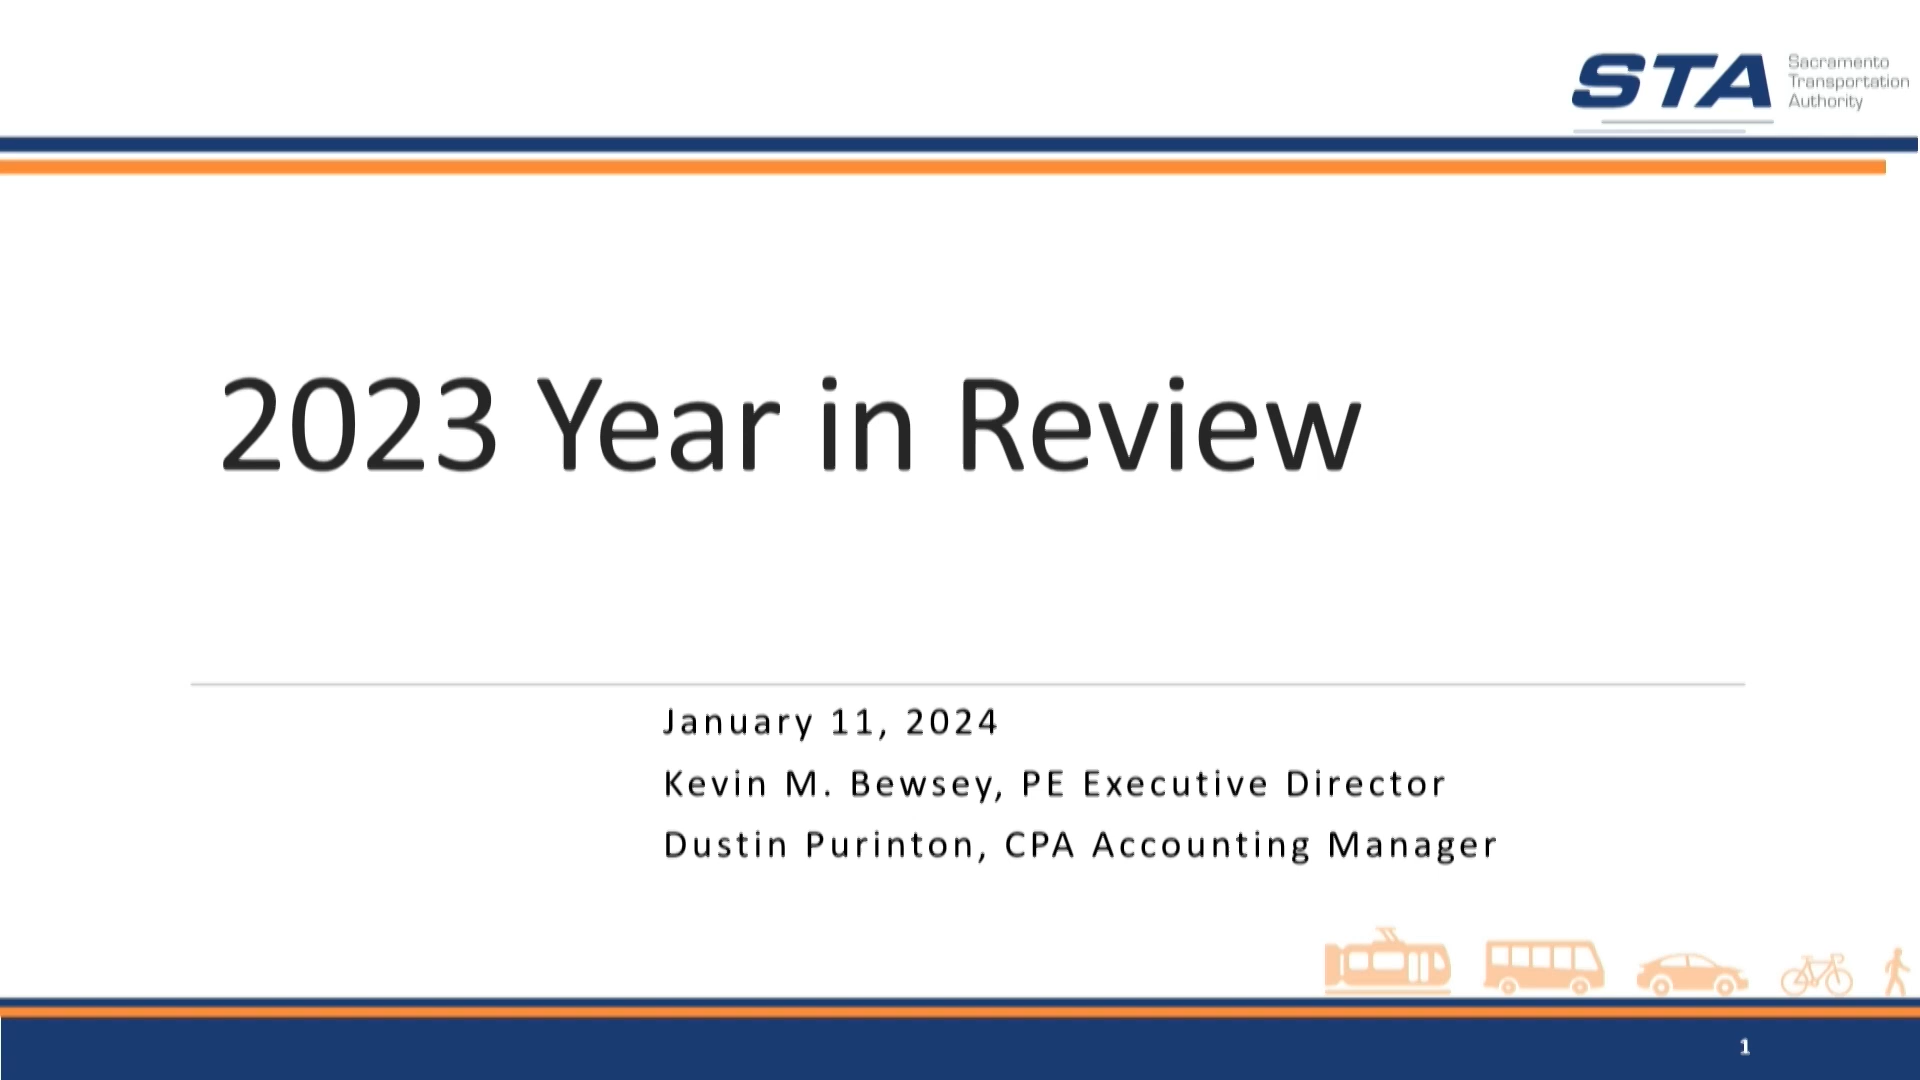 STA
Sacramento
Transportation
Authority
2023 Year in Review
January 11, 2024
Kevin M. Bewsey, PE Executive Director
Dustin Purinton, CPA Accounting Manager
1